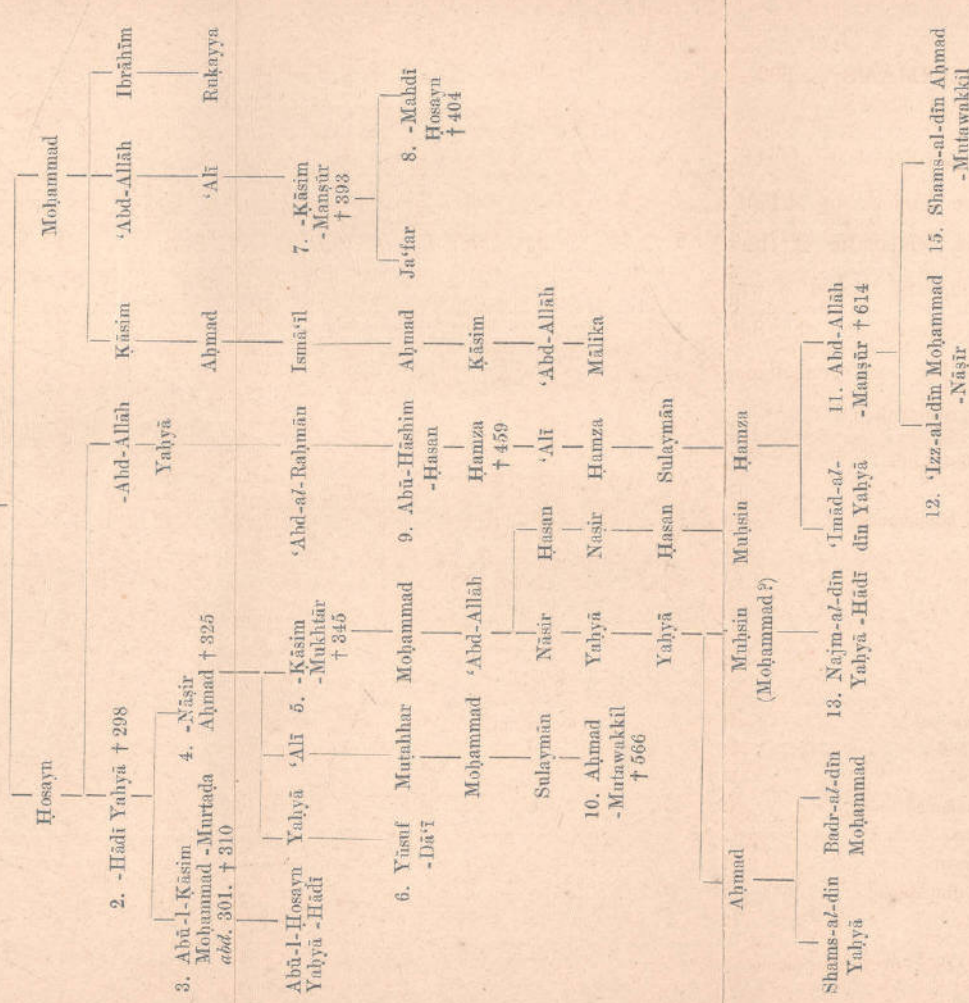 Ḥosayn Moḥammad
2. -Hādī Yaḥyā † 298 -Abd-Allāh Ḳāsim ‘Abd-Allāh Ibrāhīm
Yaḥyā
3. Abū-l-Ḳāsim 4. -Nāṣir
Moḥammad -Murtaḍa Aḥmad † 325 Aḥmad ‘Alī Ruḳayya
abd. 301. † 310
Abū-l-Ḥosayn Yaḥyā ‘Alī 5. -Ḳāsim ‘Abd-al-Raḥmān Ismā‘īl 7. -Ḳāsim
Yaḥyā -Hādī -Mukhtār -Manṣūr
† 345 † 393
6. Yūsuf Muṭahhar Moḥammad 9. Abū-Hāshim Aḥmad Ja‘far 8. -Mahdī
-Dā‘ī -Ḥasan Ḥosayn
† 404
Moḥammad ‘Abd-Allāh Ḥamza Ḳāsim
† 459
Sulaymān Nāṣir Ḥasan ‘Alī ‘Abd-Allāh
10. Aḥmad Yaḥyā Nāṣir Ḥamza Mālika
-Mutawakkil
† 566
Yaḥyā Ḥasan Sulaymān
Aḥmad Muḥsin Muḥsin Ḥamza
(Moḥammad?)
Shams-al-dīn Badr-al-dīn 13. Najm-al-dīn ‘Imād-al- 11. Abd-Allāh
Yaḥyā Moḥammad Yaḥyā -Hādī dīn Yaḥyā -Manṣūr † 614
12. ‘Izz-al-dīn Moḥammad 15. Shams-al-dīn Aḥmad
-Nāṣir -Mutawakkil